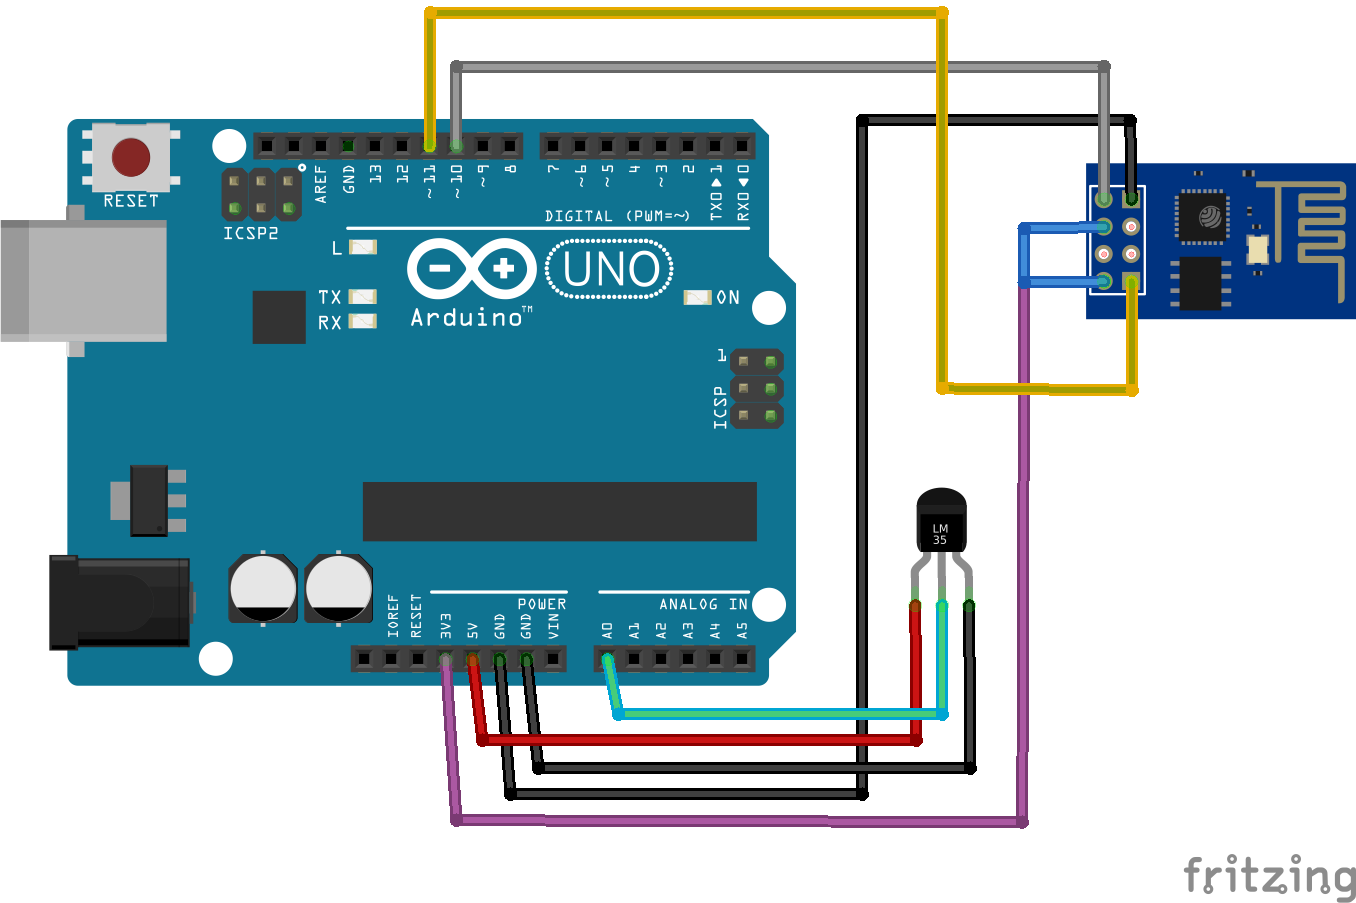 RESET
ICSP2
AREF
GND
13
12
~11
~10
~9
8
7
~6
~5
4
~3
2
TX0▶1
RX0◀0
DIGITAL (PWM=~)
L
TX
RX
UNO
Arduino™
ON
1
ICSP
LM
35
IOREF
RESET
3V3
5V
GND
GND
VIN
POWER
ANALOG IN
A0
A1
A2
A3
A4
A5
fritzing